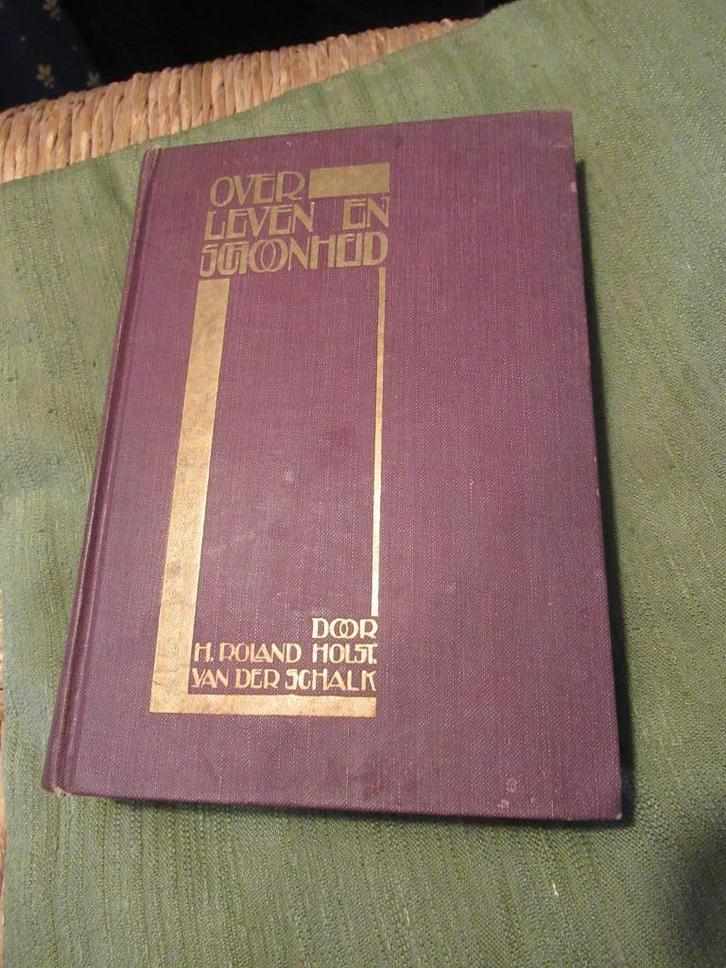 OVER
LEVEN EN
SCHOONHEID
DOOR
H. ROLAND HOLST.
VAN DER SCHALK